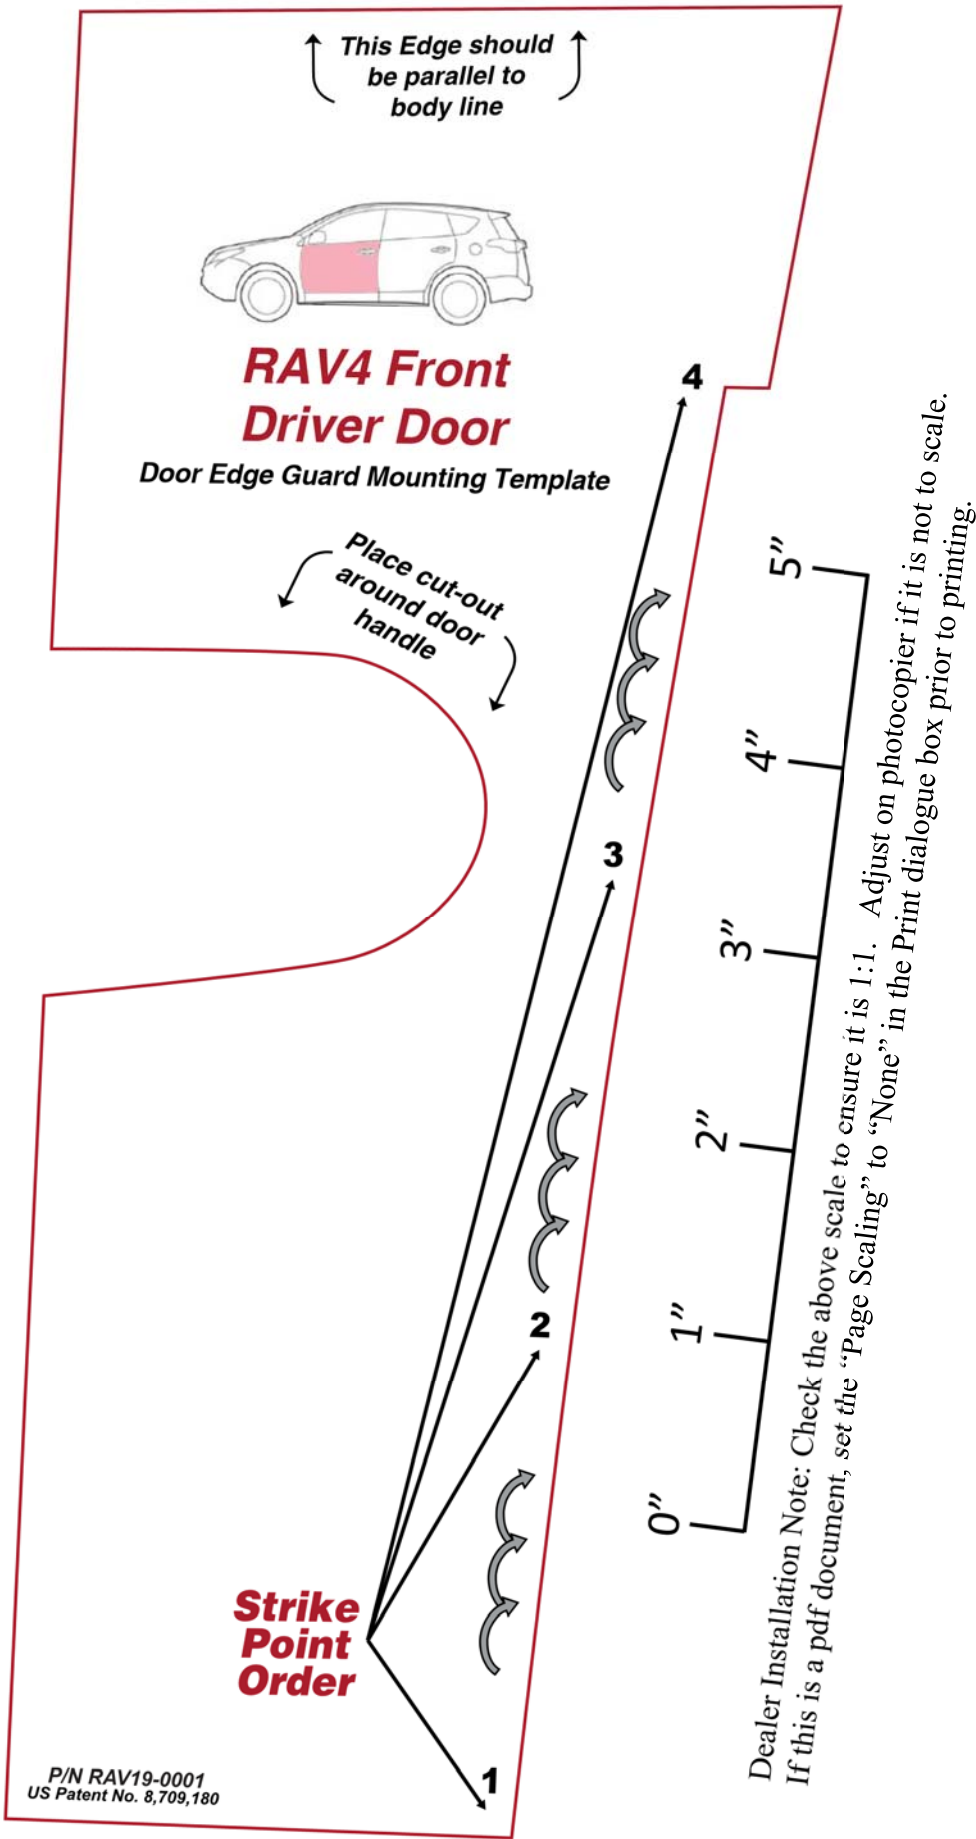 This Edge should
be parallel to
body line
RAV4 Front
Driver Door
Door Edge Guard Mounting Template
Place cut-out
around door
handle
4
3
2
1
Strike
Point
Order
P/N RAV19-0001
US Patent No. 8,709,180
5”
4”
3”
2”
1”
0”
Dealer Installation Note: Check the above scale to ensure it is 1:1.  Adjust on photocopier if it is not to scale.
If this is a pdf document, set the “Page Scaling” to “None” in the Print dialogue box prior to printing.